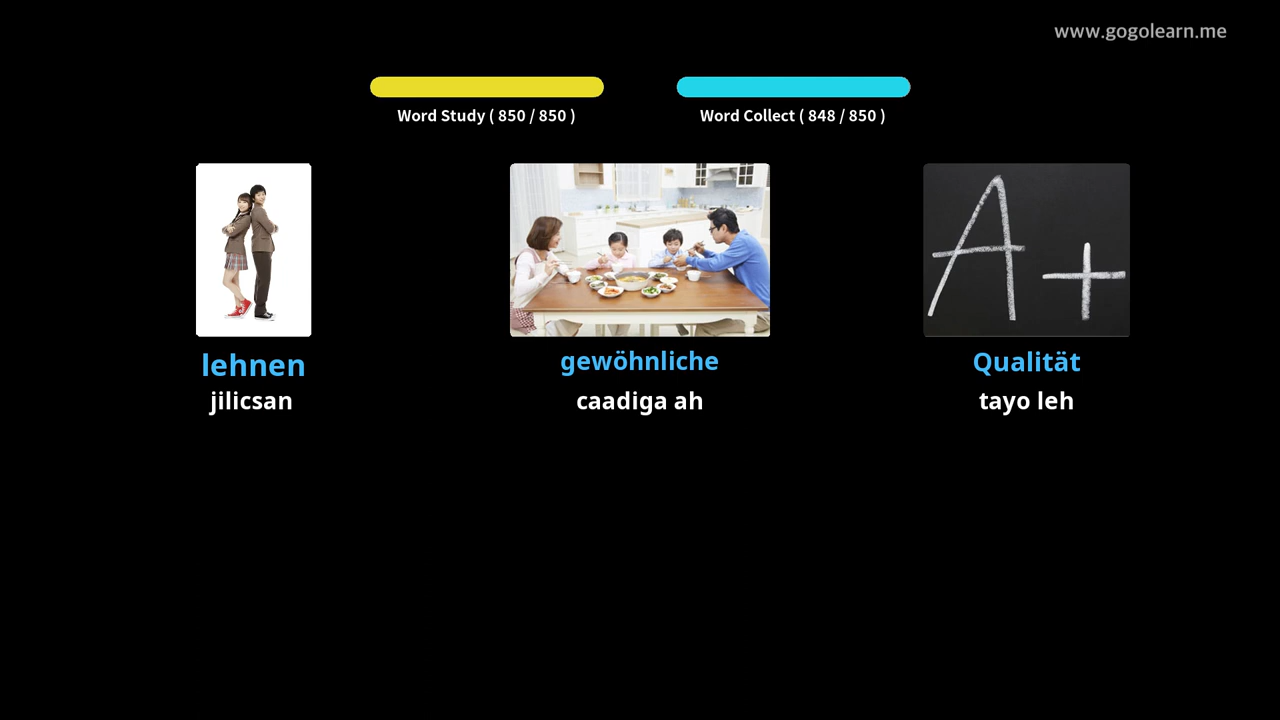 www.gogolearn.me
Word Study ( 850 / 850 )
Word Collect ( 848 / 850 )
A+
lehnen
gewöhnliche
Qualität
jilicsan
caadiga ah
tayo leh